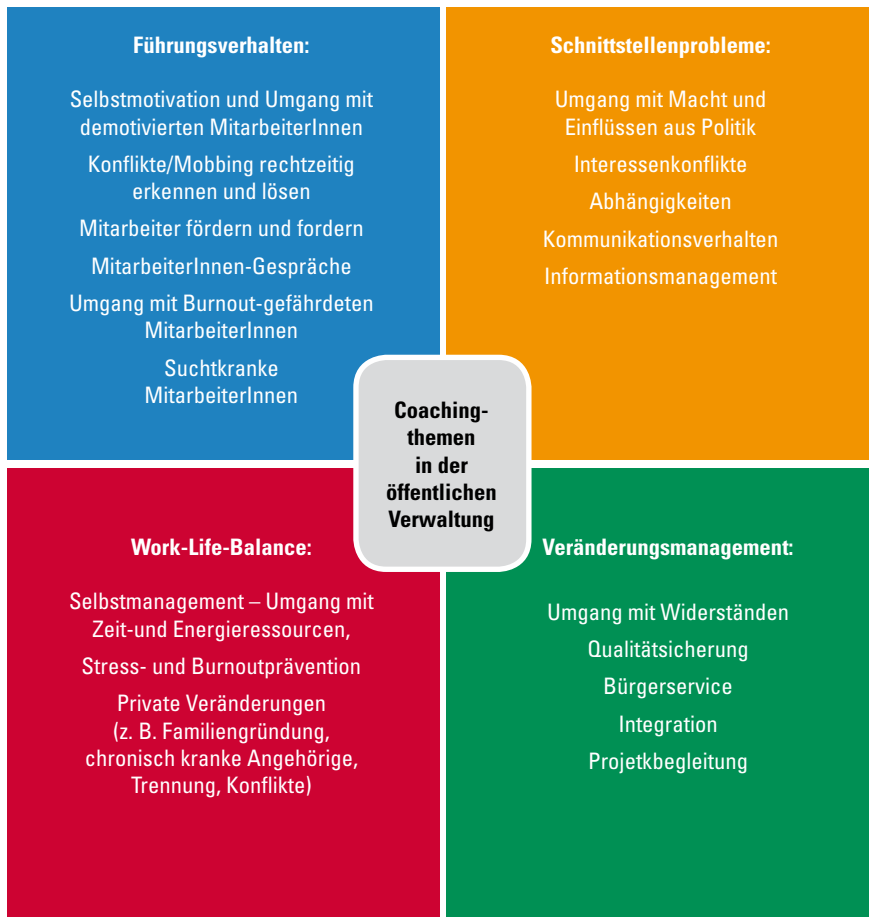 Führungsverhalten:
Selbstmotivation und Umgang mit
demotivierten MitarbeiterInnen
Konflikte/Mobbing rechtzeitig
erkennen und lösen
Mitarbeiter fördern und fordern
MitarbeiterInnen-Gespräche
Umgang mit Burnout-gefährdeten
MitarbeiterInnen
Suchtkranke
MitarbeiterInnen
Schnittstellenprobleme:
Umgang mit Macht und
Einflüssen aus Politik
Interessenkonflikte
Abhängigkeiten
Kommunikationsverhalten
Informationsmanagement
Coaching-
themen
in der
öffentlichen
Verwaltung
Work-Life-Balance:
Selbstmanagement – Umgang mit
Zeit-und Energieressourcen,
Stress- und Burnoutprävention
Private Veränderungen
(z. B. Familiengründung,
chronisch kranke Angehörige,
Trennung, Konflikte)
Veränderungsmanagement:
Umgang mit Widerständen
Qualitätsicherung
Bürgerservice
Integration
Projetkbegleitung